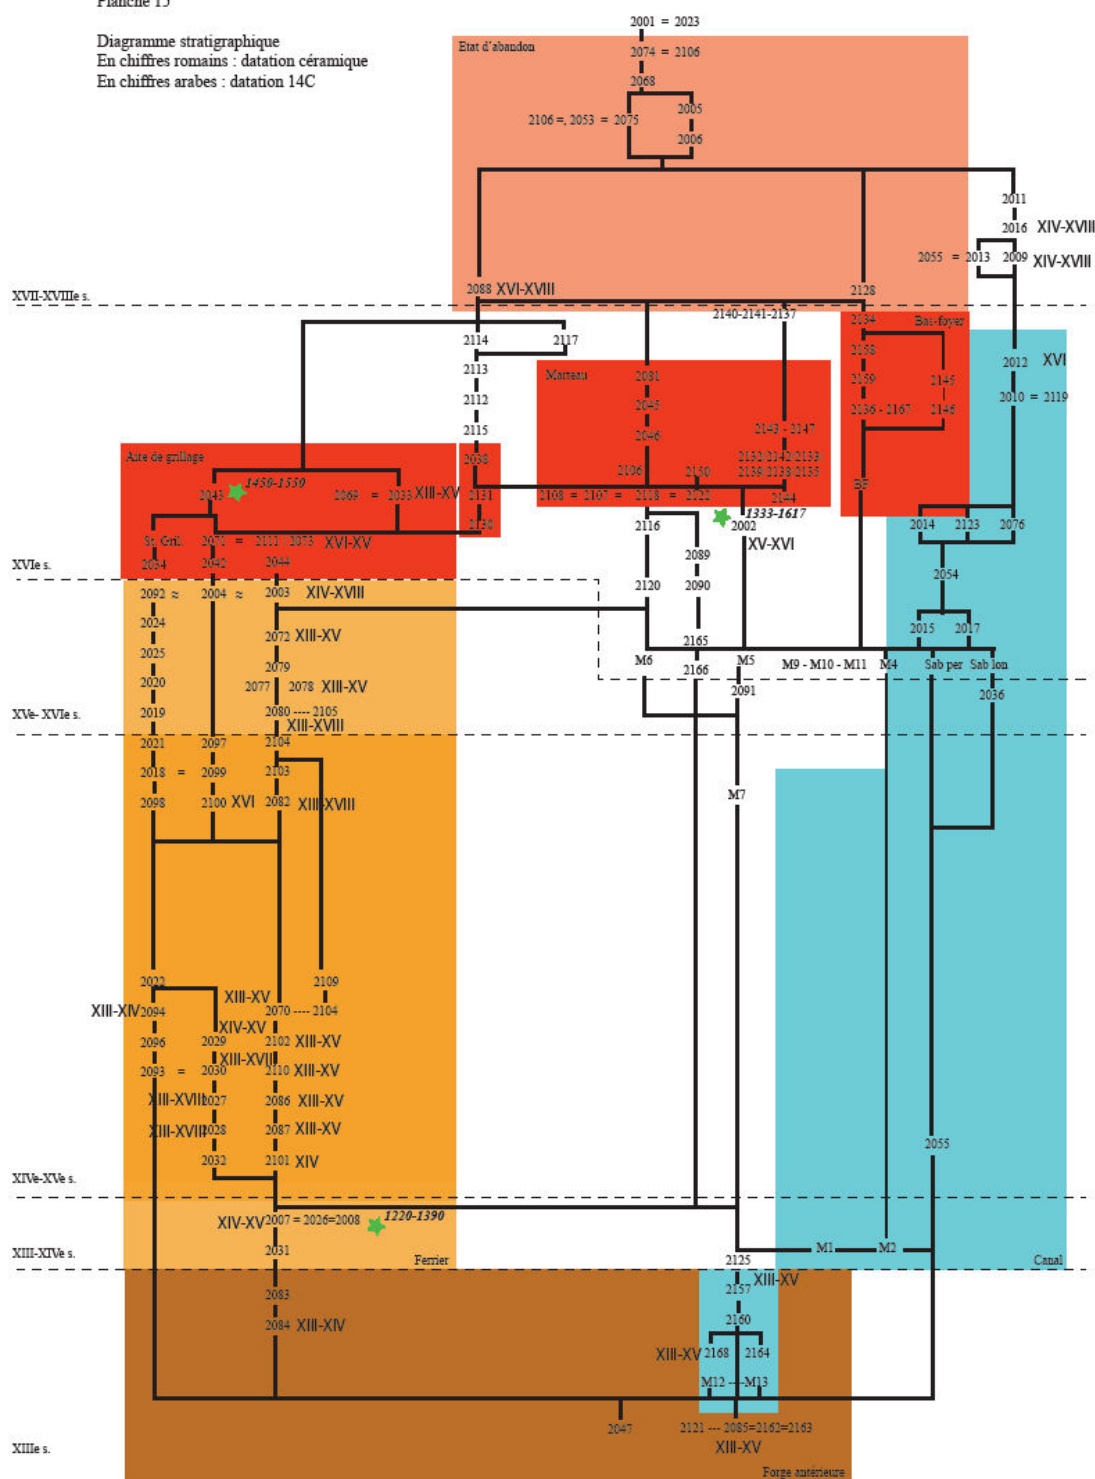 Planche 15
Diagramme stratigraphique
En chiffres romains : datation céramique
En chiffres arabes : datation 14C
2001 = 2023
Etat d'abandon
2074 = 2106
2068
2005
2106 =, 2053 = 2075
2006
2011
2016 XIV-XVIII
2055 = 2013 2009 XIV-XVIII
XVII-XVIIIe s.
2088 XVI-XVIII 2128
2140-2141-2137 2134 Bas-foyer
2114 2117 2158
2113 Marteau 2081 2159 2145 2012 XVI
2112 2045 2136 - 2167 2146 2010 = 2119
2115 2046 2143 - 2147
Aire de grillage 2038 2132/2142/2133
2106 2150 2139/2138/2135
1450-1550
2043 2069 = 2033 XIII-XV 2131 2108 = 2107 = 2118 = 2122 2144 BF
1333-1617
2130 2116 2002 2014 2123 2076
St. Gril. 2071 = 2111 / 2073 XVI-XV XV-XVI
2034 2042 2044 2089
2054
XVIe s.
2092 ≈ 2004 ≈ 2003 XIV-XVIII 2120 2090
2024 2072 XIII-XV 2165 2015 2017
2025 2079 M6 2166 M5 M9 - M10 - M11 M4 Sab per Sab lon
2020 2077 2078 XIII-XV 2091 2036
2019 2080 ---- 2105
XVe- XVIe s.
XIII-XVIII
2021 2097 2104
2018 = 2099 2103
2098 2100 XVI 2082 XIII-XVIII M7
2022 2109
XIII-XV
XIII-XIV 2094 2070 ---- 2104
XIV-XV
2096 2029 2102 XIII-XV
XIII-XVIII
2093 = 2030 2110 XIII-XV
XIII-XVIII 2027 2086 XIII-XV
XIII-XVIII 2028 2087 XIII-XV
2055
2032 2101 XIV
XIVe-XVe s.
1220-1390
XIV-XV 2007 = 2026=2008
XIII-XIVe s.
2031 M1 M2
Ferrier 2125 Canal
XIII-XV
2083 2157
2084 XIII-XIV 2160
XIII-XV 2168 2164
M12 ----M13
2047 2121 --- 2085=2162=2163
XIII-XV
XIIIe s.
Forge antérieure